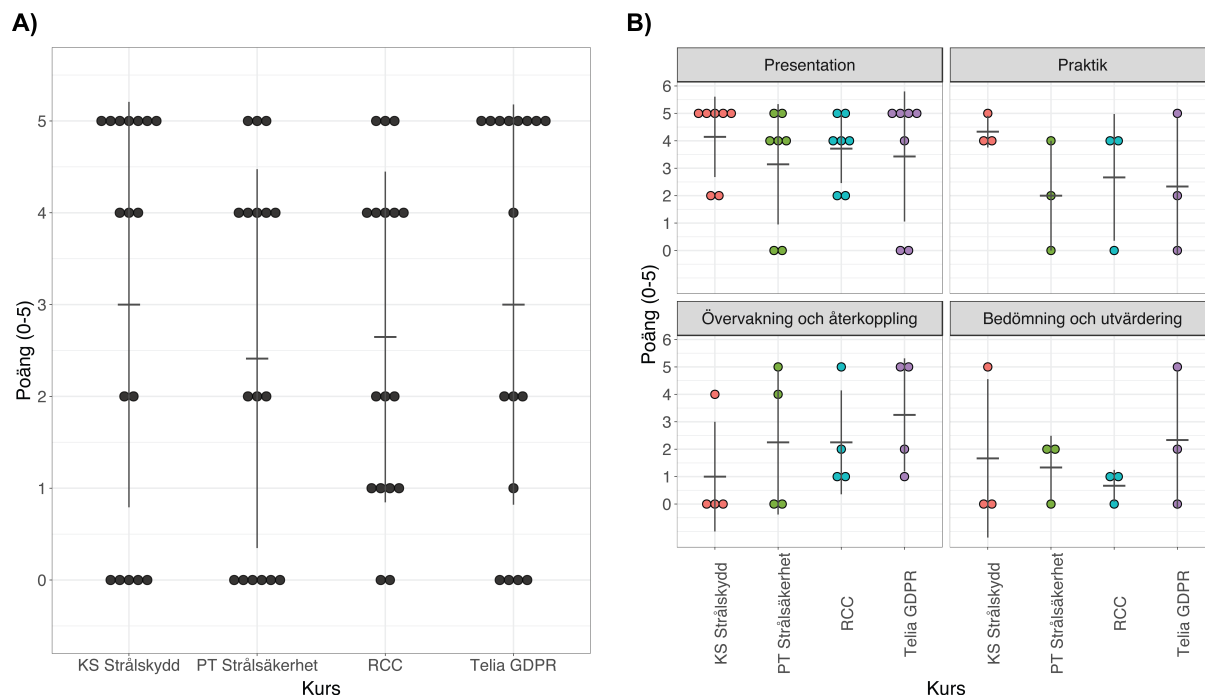 A)
Poäng (0-5)
5
4
3
2
1
0
KS Strålskydd PT Strålsäkerhet RCC Telia GDPR
Kurs
B)
Poäng (0-5)
Presentation Praktik
6
5
4
3
2
1
0
Övervakning och återkoppling Bedömning och utvärdering
6
5
4
3
2
1
0
KS Strålskydd PT Strålsäkerhet RCC Telia GDPR KS Strålskydd PT Strålsäkerhet RCC Telia GDPR
Kurs